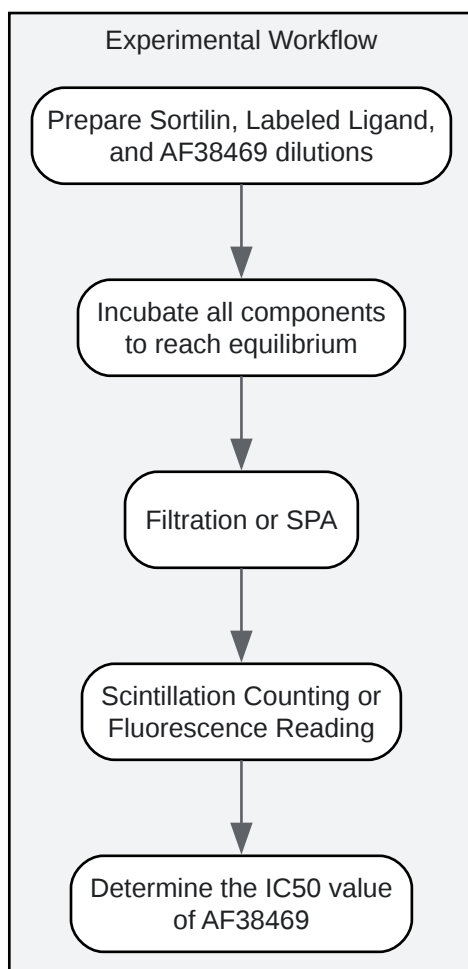 Experimental Workflow
Prepare Sortilin, Labeled Ligand,
and AF38469 dilutions
Incubate all components
to reach equilibrium
Filtration or SPA
Scintillation Counting or
Fluorescence Reading
Determine the IC50 value
of AF38469